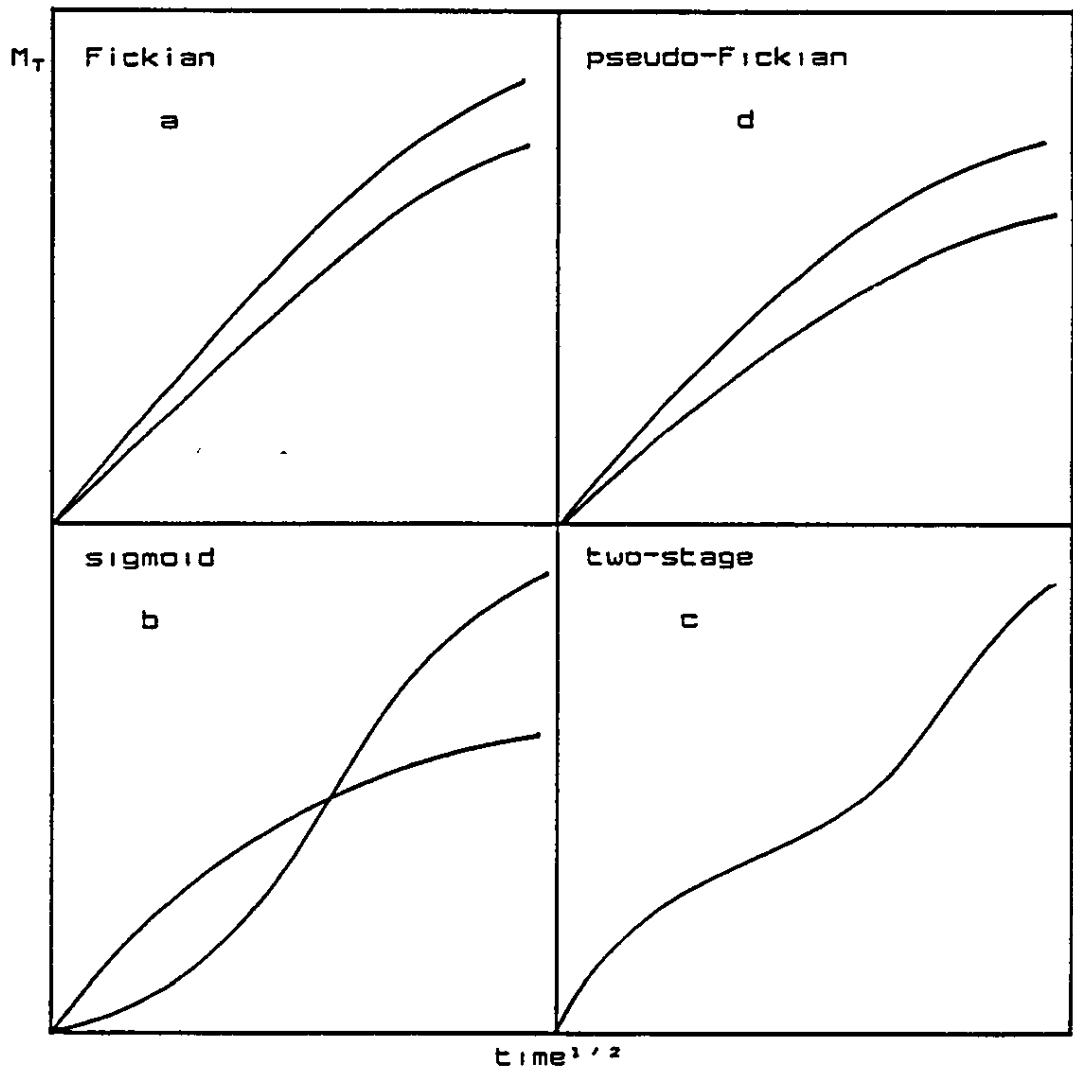 M_T
Fickian
a
pseudo-Fickian
d
sigmoid
b
two-stage
c
time^1/2